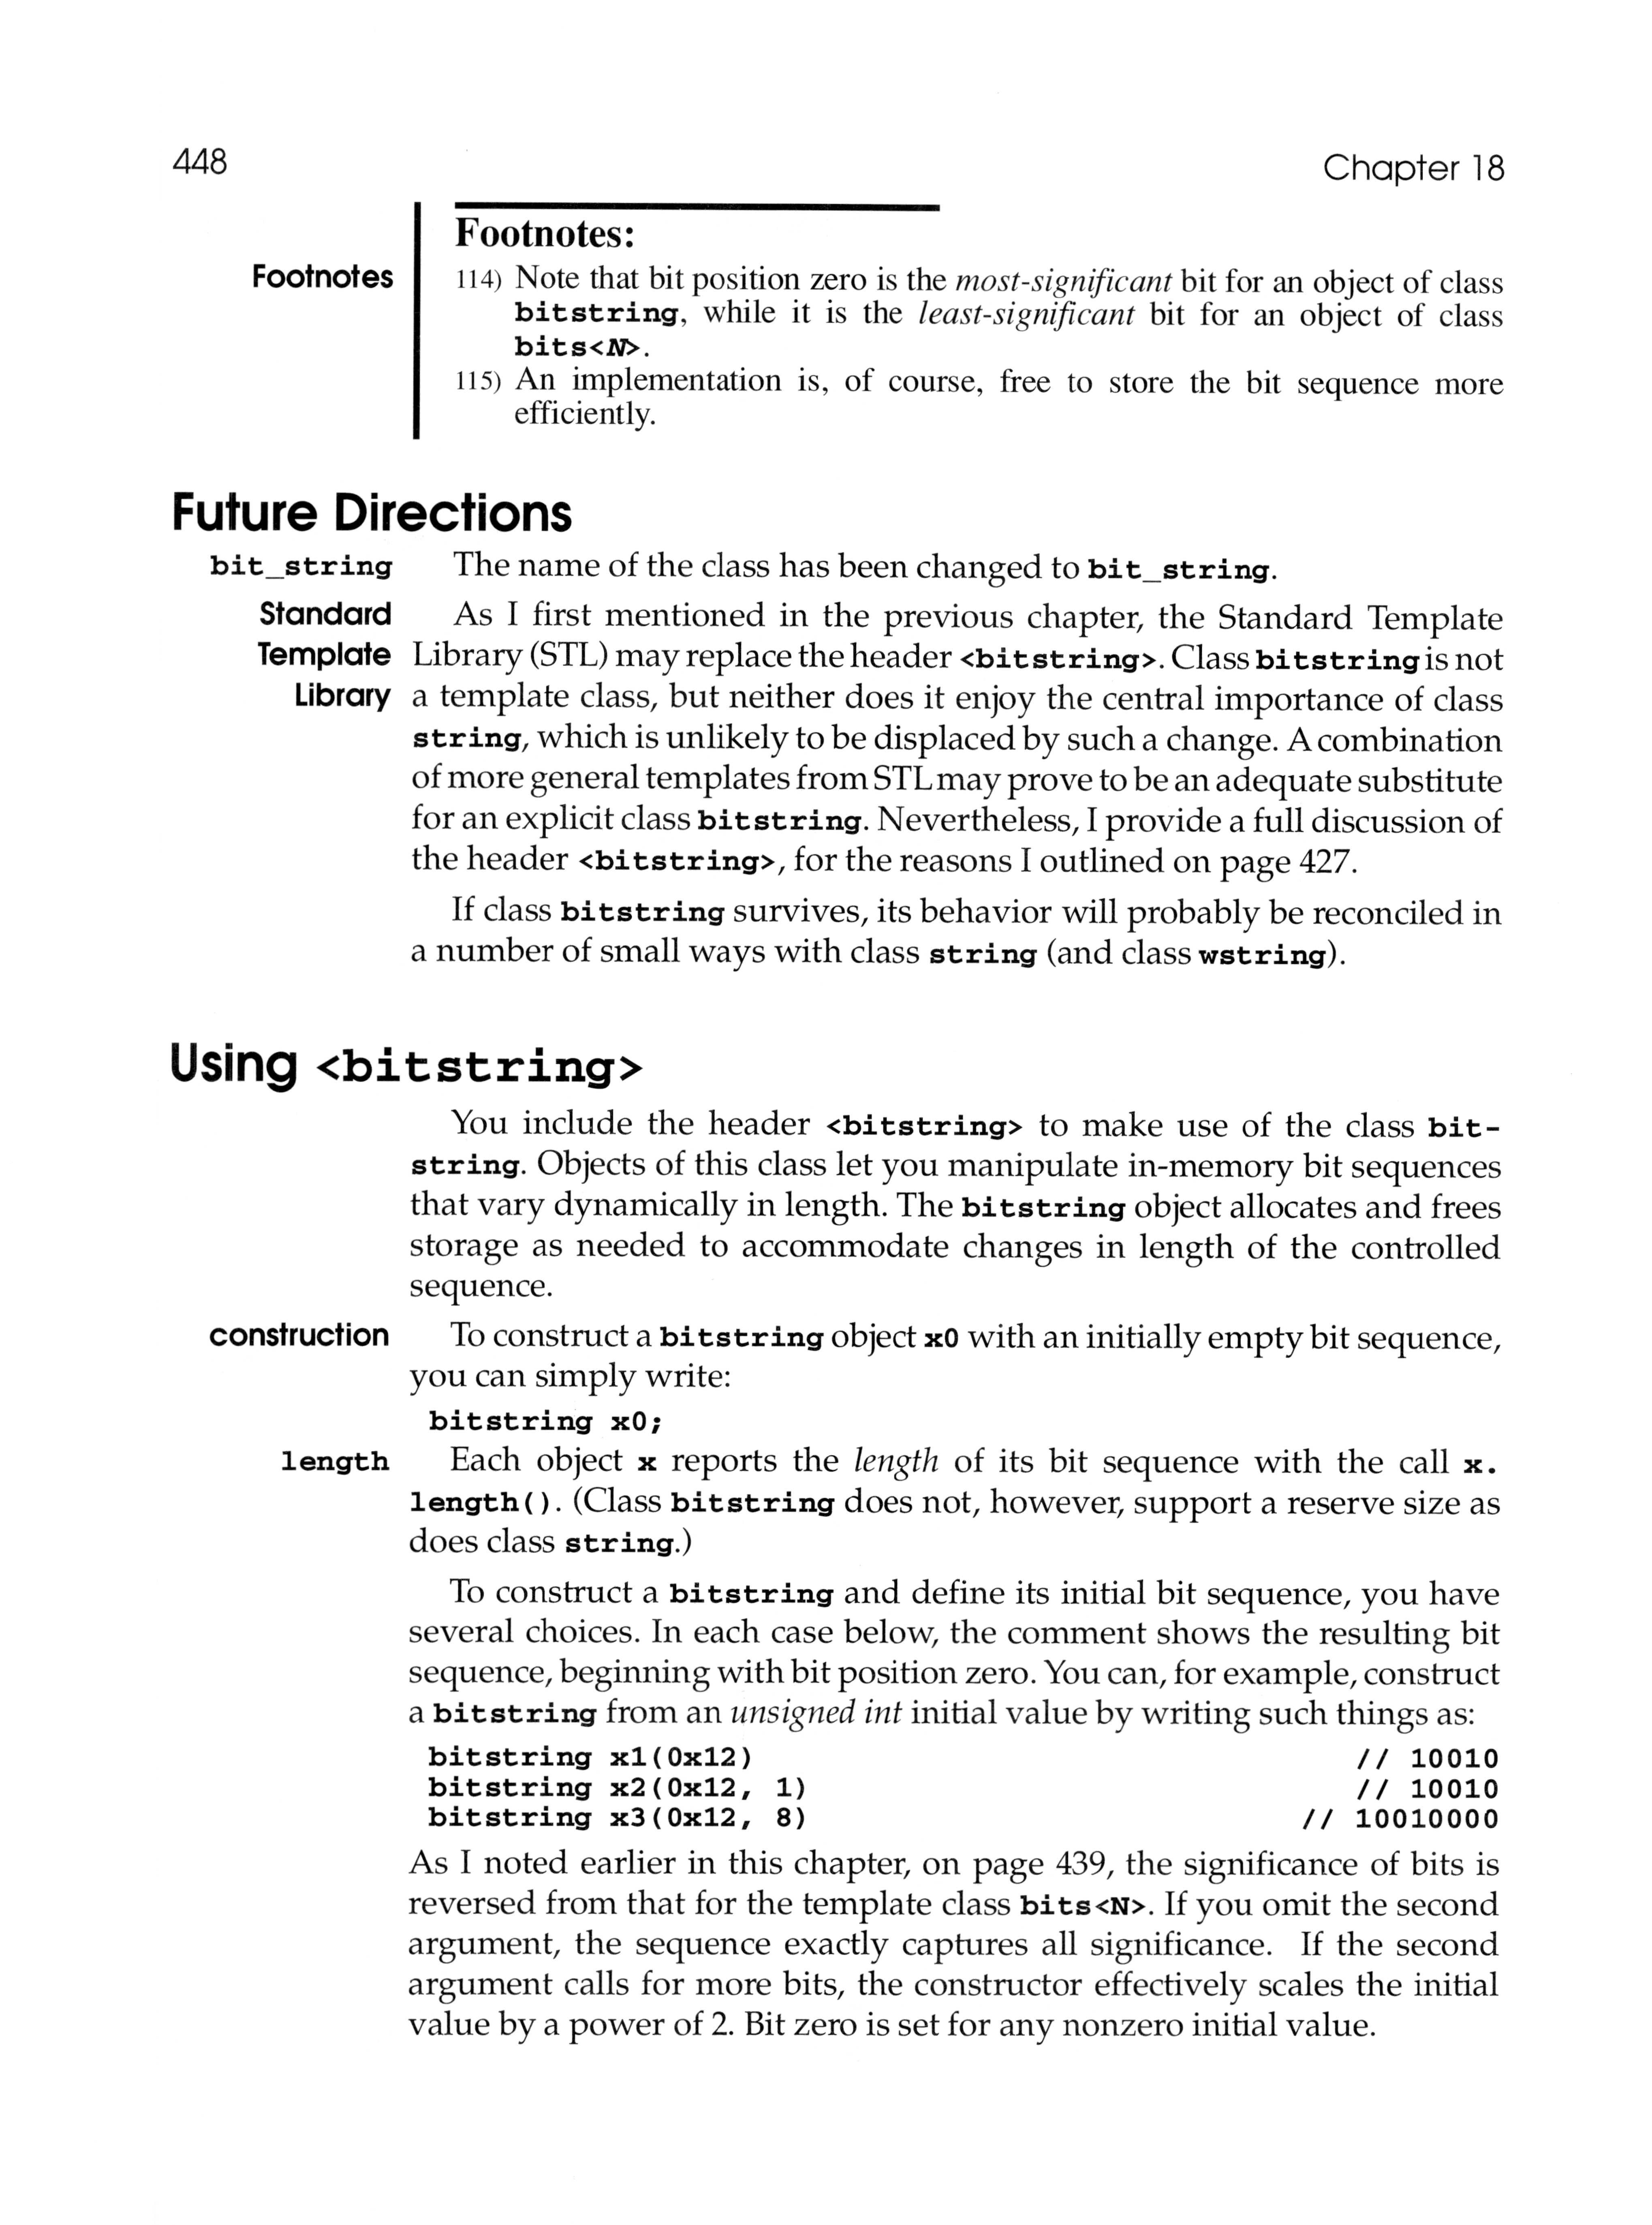 448
Chapter 18
Footnotes:
Footnotes
114) Note that bit position zero is the most-significant bit for an object of class
bitstring, while it is the least-significant bit for an object of class
bits<N>.
115) An implementation is, of course, free to store the bit sequence more
efficiently.
Future Directions
bit_string
The name of the class has been changed to bit_string.
Standard
As I first mentioned in the previous chapter, the Standard Template
Template
Library (STL) may replace the header <bitstring>. Class bitstring is not
Library
a template class, but neither does it enjoy the central importance of class
string, which is unlikely to be displaced by such a change. A combination
of more general templates from STL may prove to be an adequate substitute
for an explicit class bitstring. Nevertheless, I provide a full discussion of
the header <bitstring>, for the reasons I outlined on page 427.
If class bitstring survives, its behavior will probably be reconciled in
a number of small ways with class string (and class wstring).
Using <bitstring>
You include the header <bitstring> to make use of the class bit-
string. Objects of this class let you manipulate in-memory bit sequences
that vary dynamically in length. The bitstring object allocates and frees
storage as needed to accommodate changes in length of the controlled
sequence.
construction
To construct a bitstring object x0 with an initially empty bit sequence,
you can simply write:
bitstring x0;
length
Each object x reports the length of its bit sequence with the call x.
length(). (Class bitstring does not, however, support a reserve size as
does class string.)
To construct a bitstring and define its initial bit sequence, you have
several choices. In each case below, the comment shows the resulting bit
sequence, beginning with bit position zero. You can, for example, construct
a bitstring from an unsigned int initial value by writing such things as:
bitstring x1(0x12) // 10010
bitstring x2(0x12, 1) // 10010
bitstring x3(0x12, 8) // 10010000
As I noted earlier in this chapter, on page 439, the significance of bits is
reversed from that for the template class bits<N>. If you omit the second
argument, the sequence exactly captures all significance. If the second
argument calls for more bits, the constructor effectively scales the initial
value by a power of 2. Bit zero is set for any nonzero initial value.